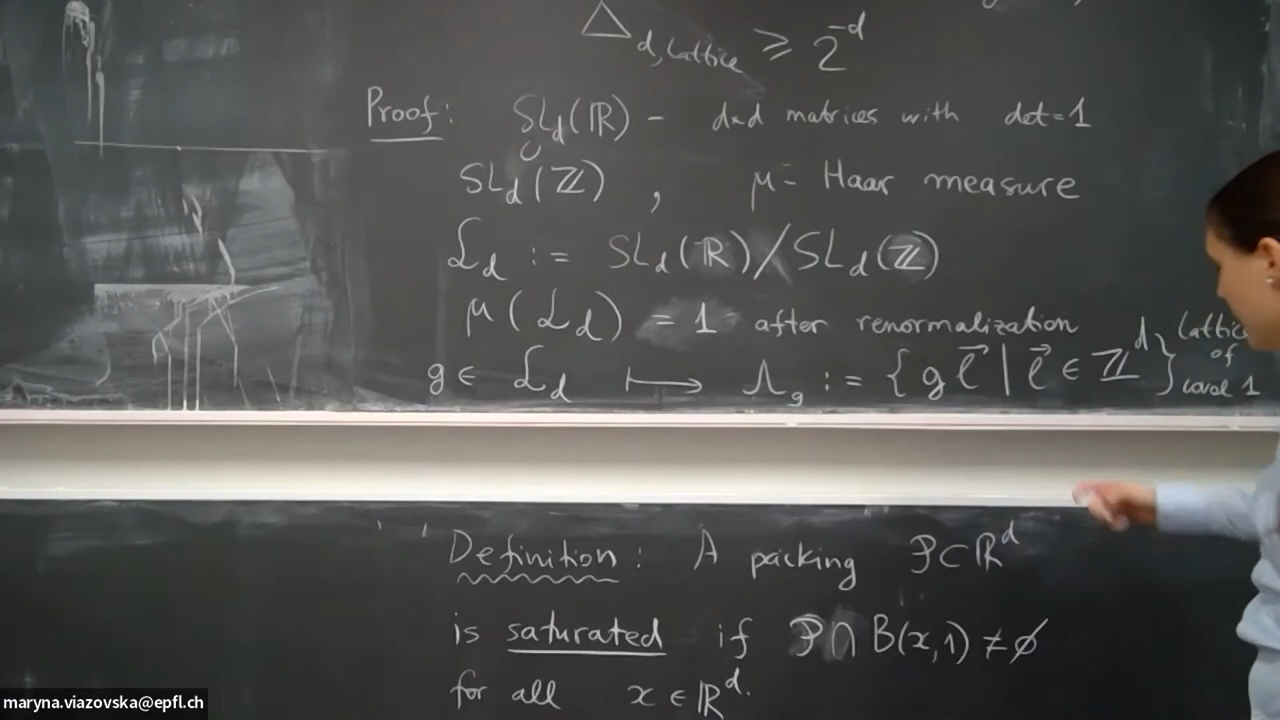 Δ_{d, lattice} ⩾ 2^{-d}
Proof: SL_d(ℝ) – d×d matrices with det=1
∪
SL_d(ℤ) , μ- Haar measure
ℒ_d := SL_d(ℝ)/SL_d(ℤ)
μ(ℒ_d) = 1 after renormalization
g ∈ ℒ_d ⟼ Λ_g := {g ℓ⃗ | ℓ⃗ ∈ ℤ^d} lattice of covol 1
Definition: A packing 𝒫 ⊂ ℝ^d
is saturated if 𝒫 ∩ B(x,1) ≠ ∅
for all x ∈ ℝ^d.
maryna.viazovska@epfl.ch